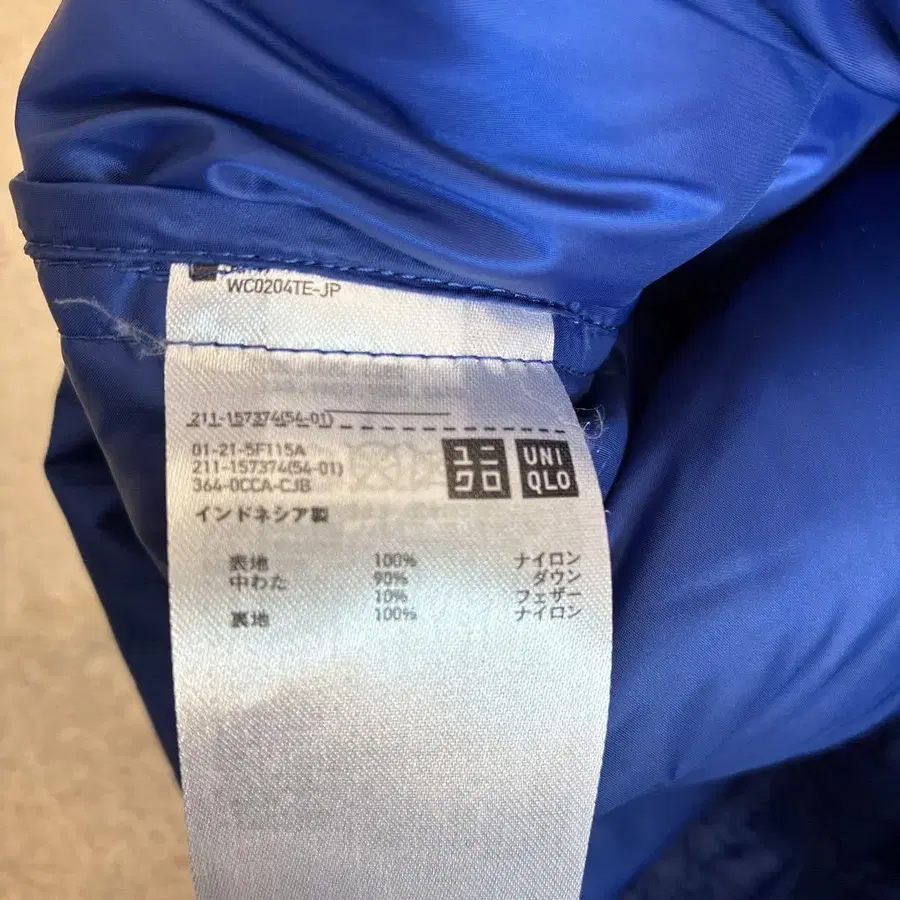 WC0204TE-JP
211-157374(54-01)
01-21-5F115A
211-157374(54-01)
364-0CCA-CJB
ユニ
クロ
UNI
QLO
インドネシア製
表地 100% ナイロン
中わた 90% ダウン
10% フェザー
裏地 100% ナイロン